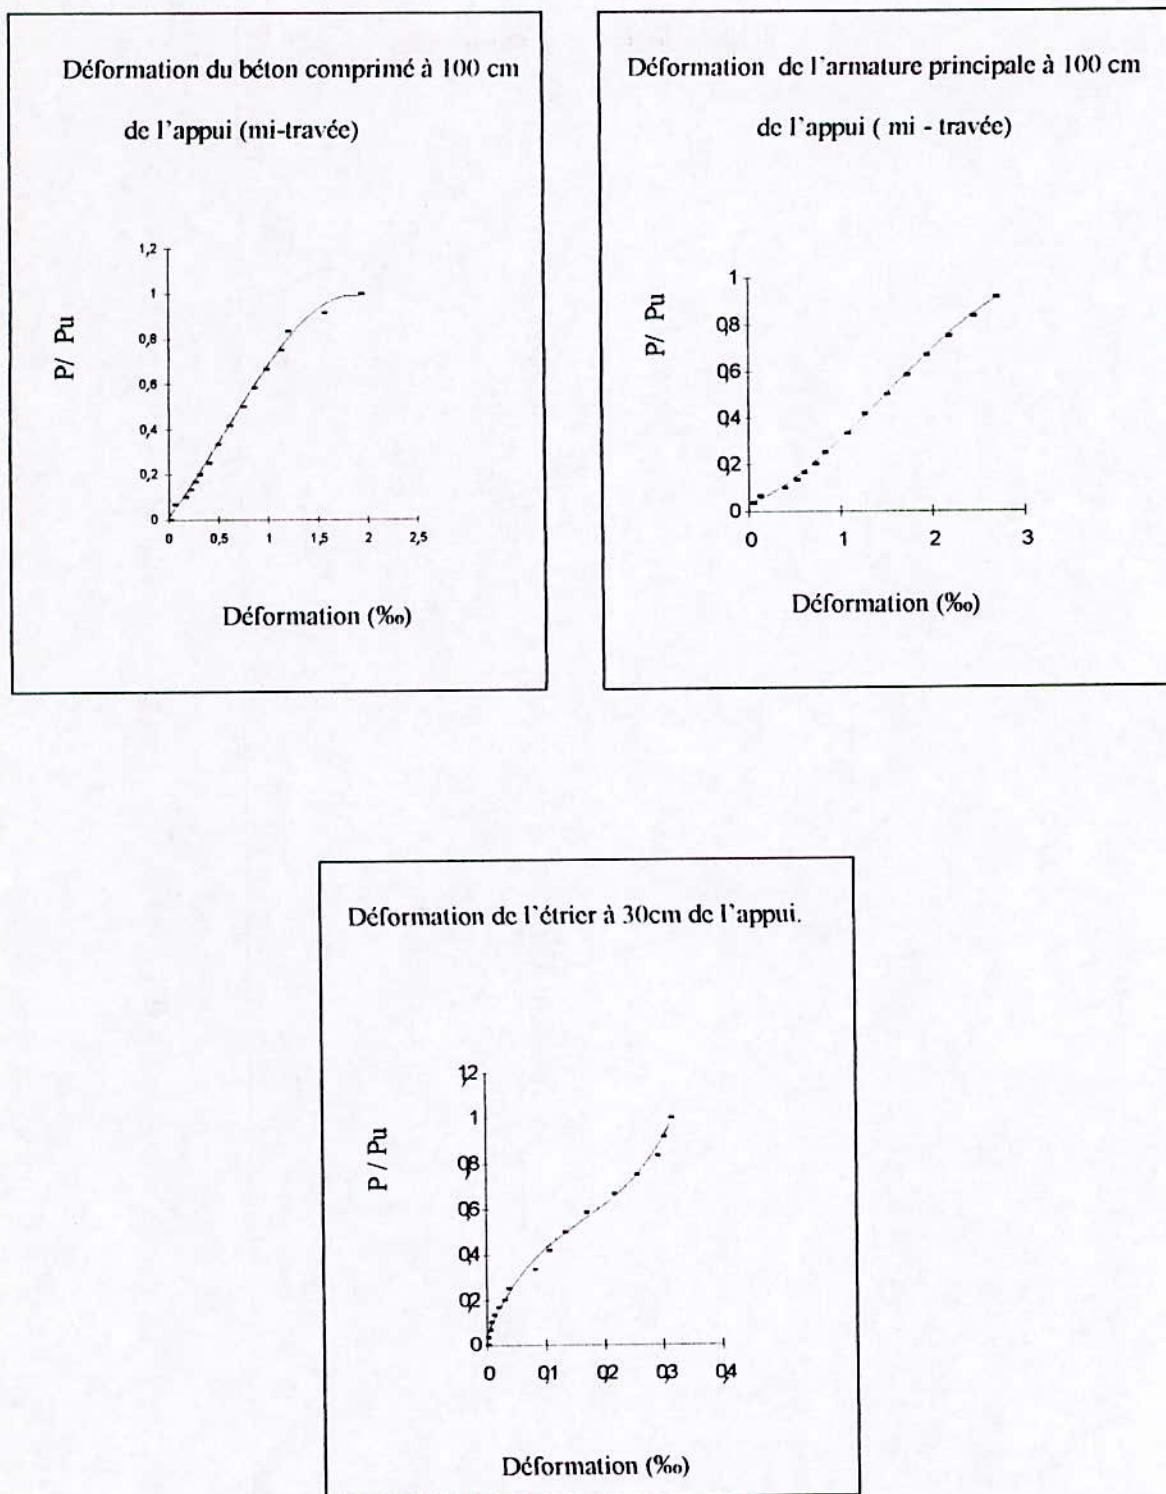 Déformation du béton comprimé à 100 cm
de l'appui (mi-travée)
P/ Pu
1,2
1
0,8
0,6
0,4
0,2
0
0 0,5 1 1,5 2 2,5
Déformation (‰)
Déformation de l'armature principale à 100 cm
de l'appui ( mi - travée)
P/ Pu
1
0,8
0,6
0,4
0,2
0
0 1 2 3
Déformation (‰)
Déformation de l'étrier à 30cm de l'appui.
P / Pu
1,2
1
0,8
0,6
0,4
0,2
0
0 0,1 0,2 0,3 0,4
Déformation (‰)